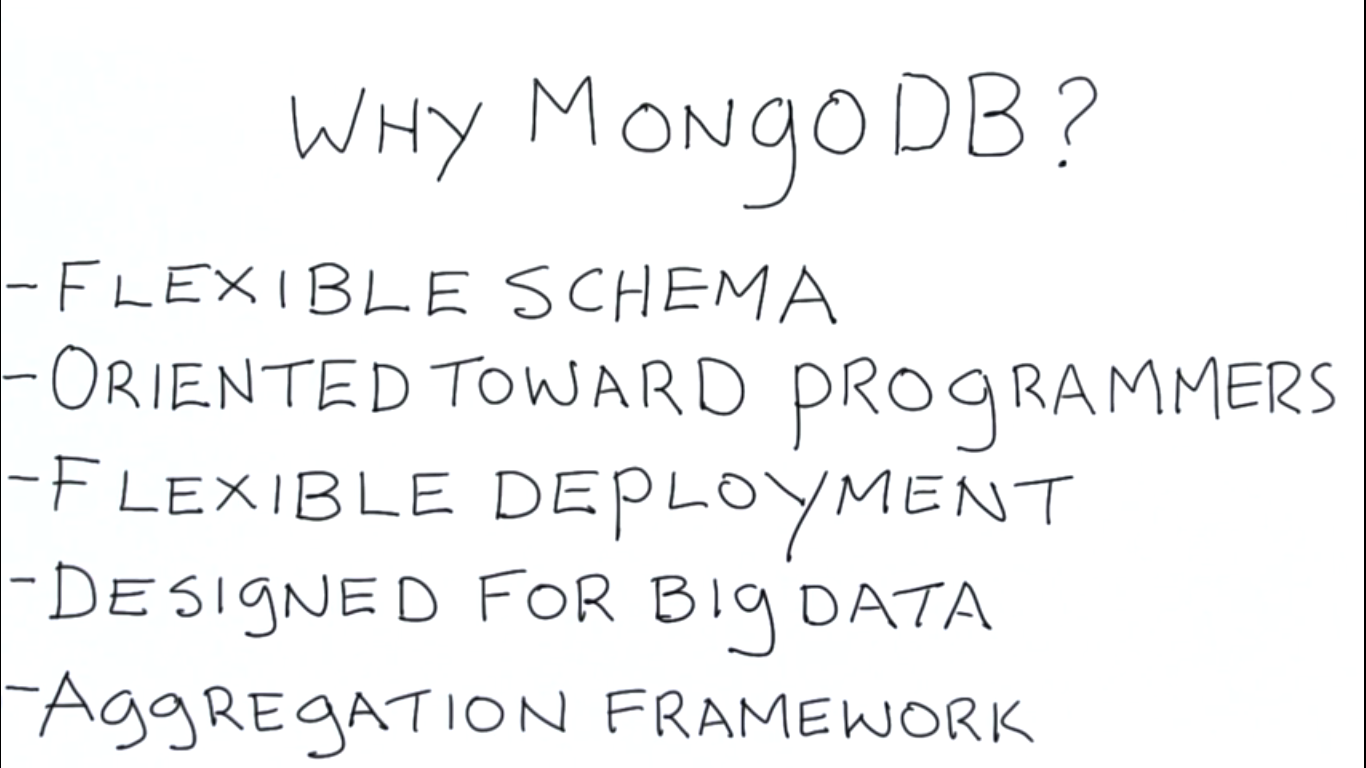 WHY MongoDB?
- FLEXIBLE SCHEMA
- ORIENTED TOWARD PROgRAMMERS
- FLEXIBLE DEPLOYMENT
- DESIgNED FOR BIg DATA
- AggREgATION FRAMEWORK